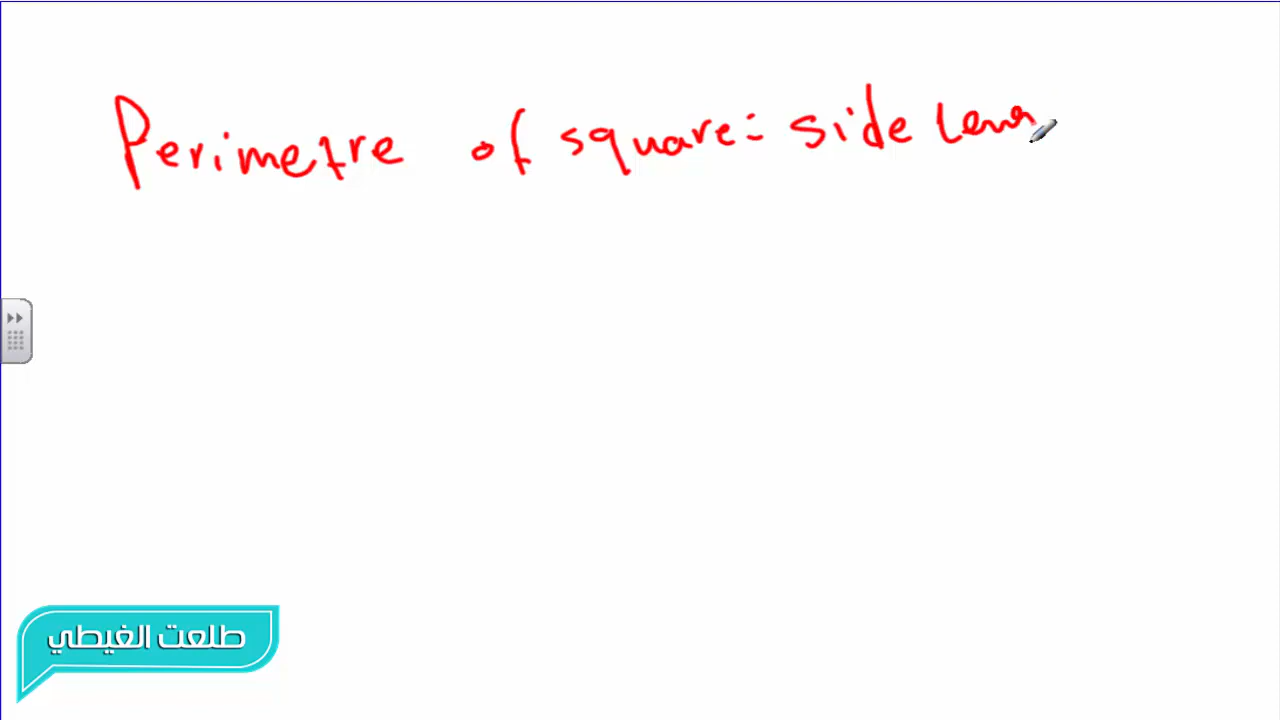 Perimetre of square = side
طلعت الغيطي